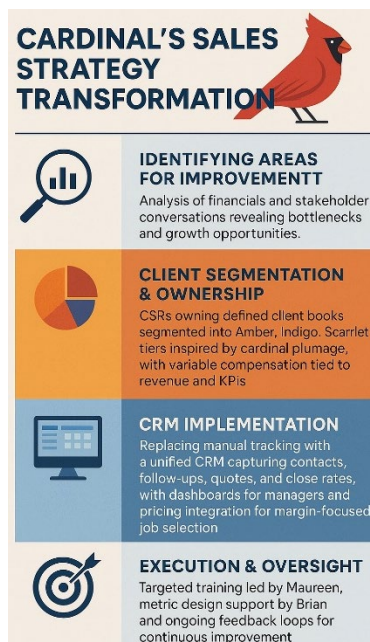 CARDINAL'S SALES
STRATEGY
TRANSFORMATION
IDENTIFYING AREAS
FOR IMPROVEMENTT
Analysis of financials and stakeholder
conversations revealing bottlenecks
and growth opportunities.
CLIENT SEGMENTATION
& OWNERSHIP
CSRs owning defined client books
segmented into Amber, Indigo. Scarlet
tiers inspired by cardinal plumage,
with variable compensation tied to
revenue and KPIs
CRM IMPLEMENTATION
Replacing manual tracking with
a unified CRM capturing contacts,
follow-ups, quotes, and close rates,
with dashboards for managers and
pricing integration for margin-focused
job selection
EXECUTION & OVERSIGHT
Targeted training led by Maureen,
metric design support by Brian
and ongoing feedback loops for
continuous improvement